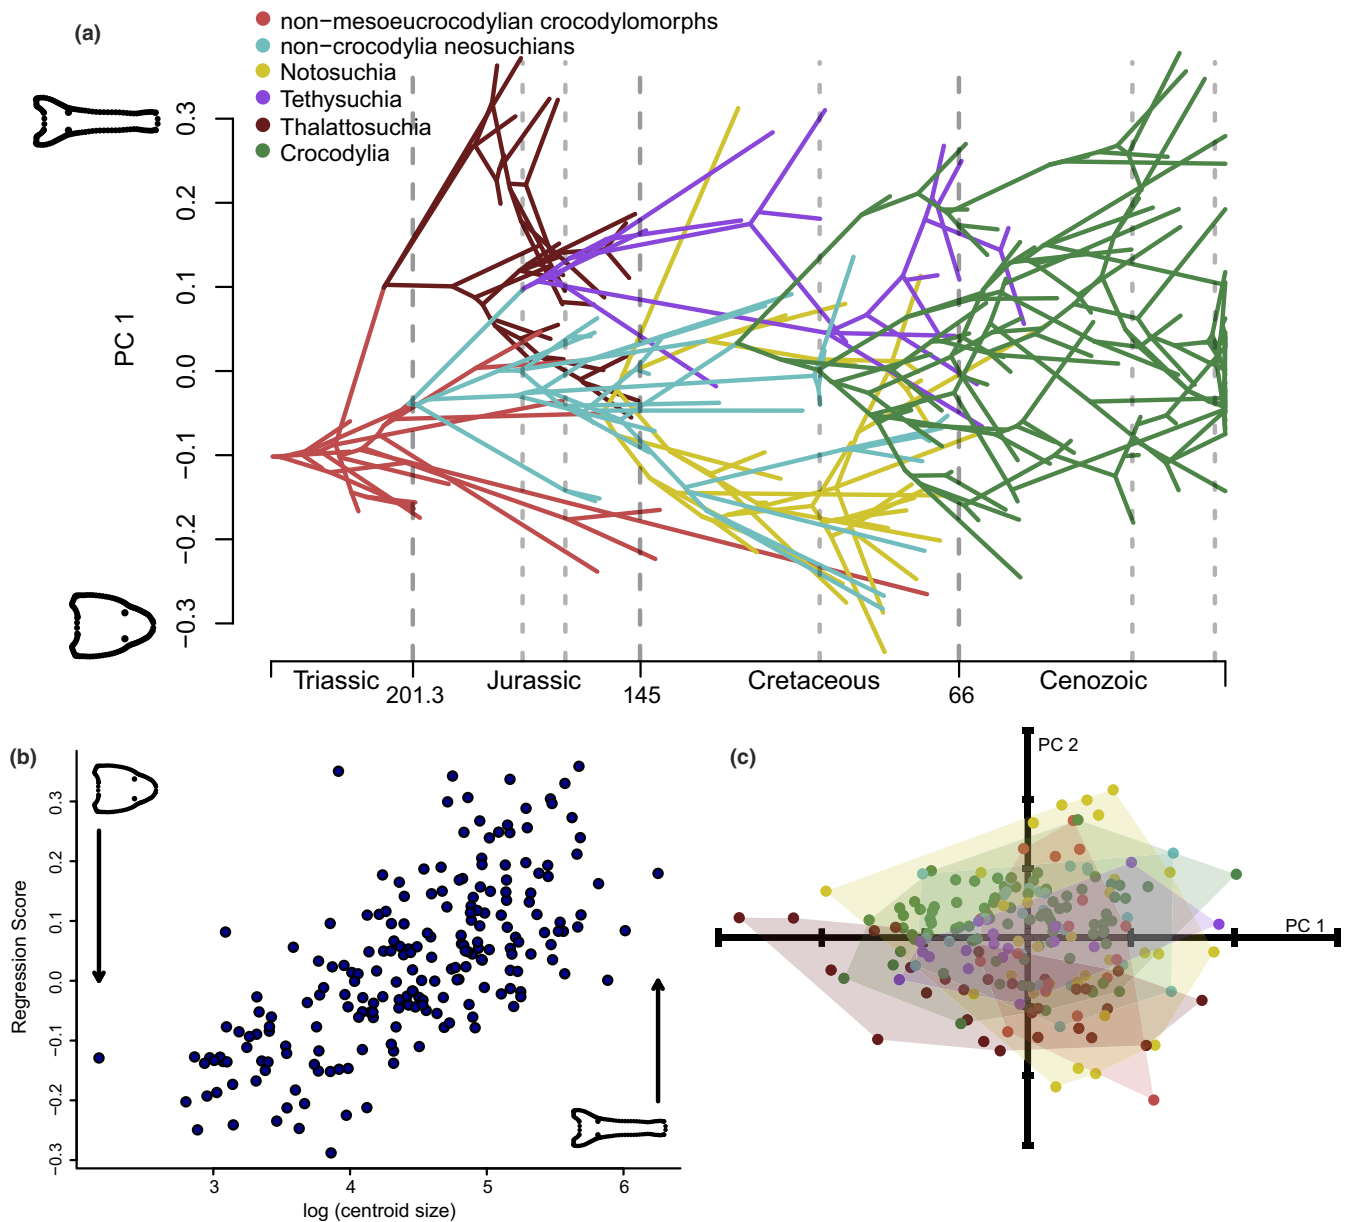 (a)
non−mesoeucrocodylian crocodylomorphs
non−crocodylia neosuchians
Notosuchia
Tethysuchia
Thalattosuchia
Crocodylia
PC 1
0.3
0.2
0.1
0.0
−0.1
−0.2
−0.3
Triassic
Jurassic
Cretaceous
Cenozoic
201.3
145
66
(b)
Regression Score
0.3
0.2
0.1
0.0
−0.1
−0.2
−0.3
3
4
5
6
log (centroid size)
(c)
PC 2
PC 1